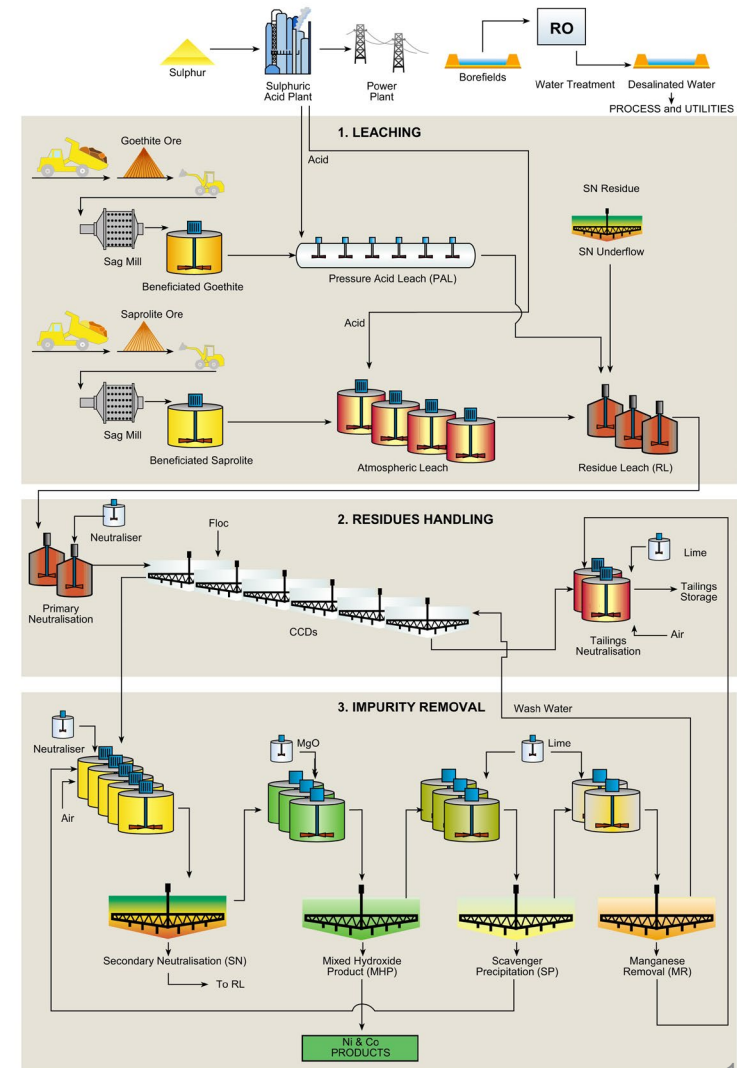 Sulphur
Sulphuric
Acid Plant
Power
Plant
Borefields
RO
Water Treatment
Desalinated Water
PROCESS and UTILITIES
1. LEACHING
Goethite Ore
Acid
SN Residue
Sag Mill
SN Underflow
Beneficiated Goethite
Pressure Acid Leach (PAL)
Saprolite Ore
Acid
Sag Mill
Beneficiated Saprolite
Atmospheric Leach
Residue Leach (RL)
2. RESIDUES HANDLING
Neutraliser
Floc
Lime
Tailings
Storage
Primary
Neutralisation
CCDs
Tailings
Neutralisation
Air
3. IMPURITY REMOVAL
Wash Water
Neutraliser
MgO
Lime
Air
Secondary Neutralisation (SN)
To RL
Mixed Hydroxide
Product (MHP)
Scavenger
Precipitation (SP)
Manganese
Removal (MR)
Ni & Co
PRODUCTS